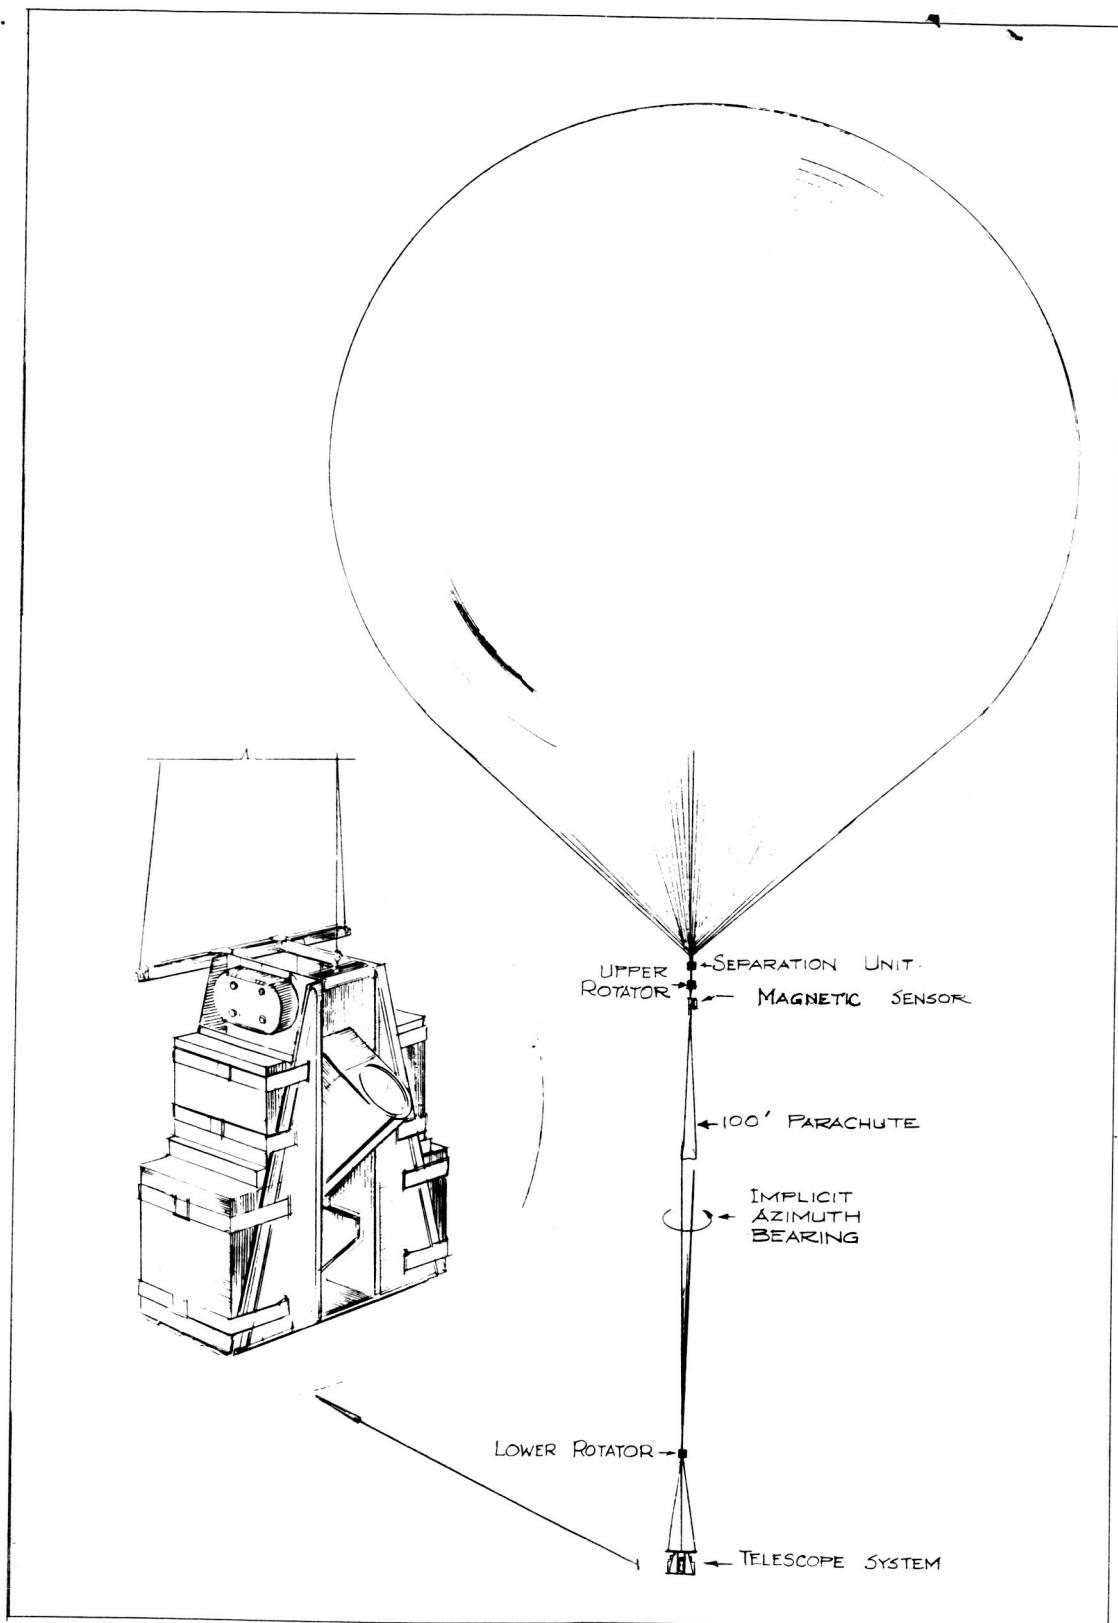 SEPARATION UNIT.
UPPER
ROTATOR
MAGNETIC SENSOR
100' PARACHUTE
IMPLICIT
AZIMUTH
BEARING
LOWER ROTATOR
TELESCOPE SYSTEM